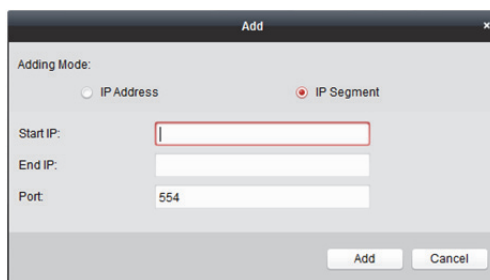 Add ×
Adding Mode:
IP Address IP Segment
Start IP:
End IP:
Port: 554
Add Cancel